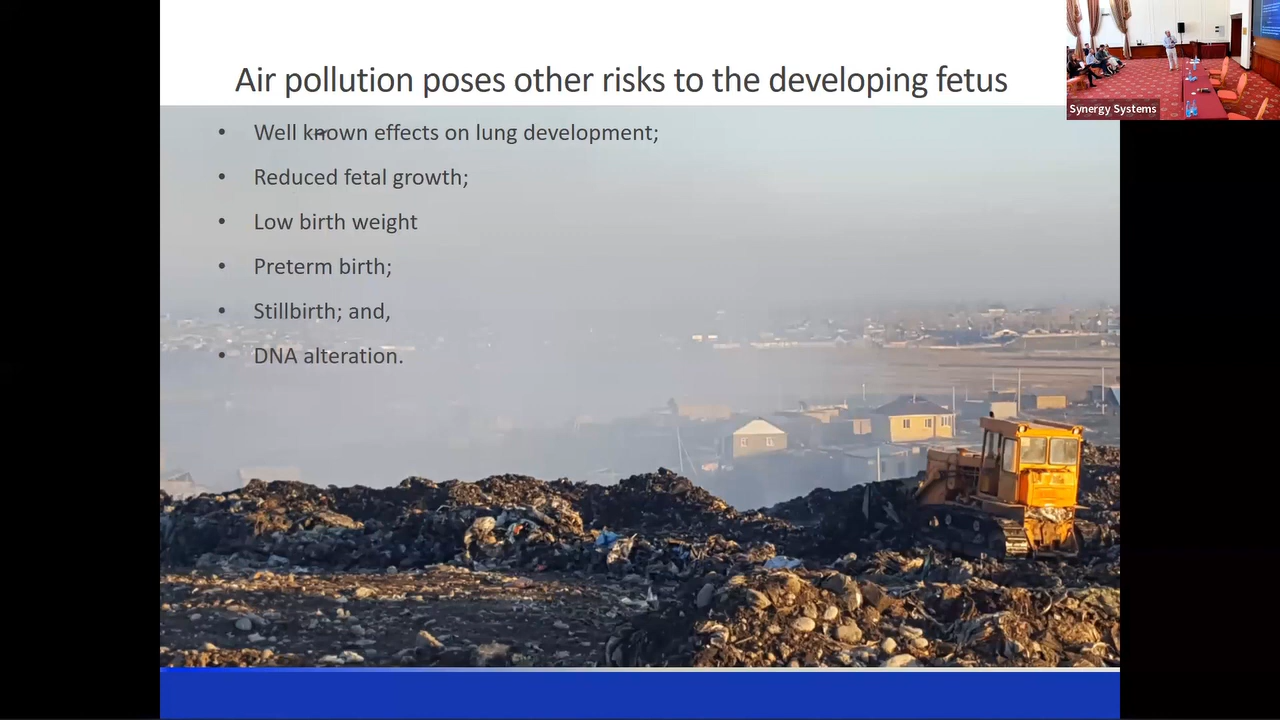 Air pollution poses other risks to the developing fetus
• Well known effects on lung development;
• Reduced fetal growth;
• Low birth weight
• Preterm birth;
• Stillbirth; and,
• DNA alteration.
Synergy Systems